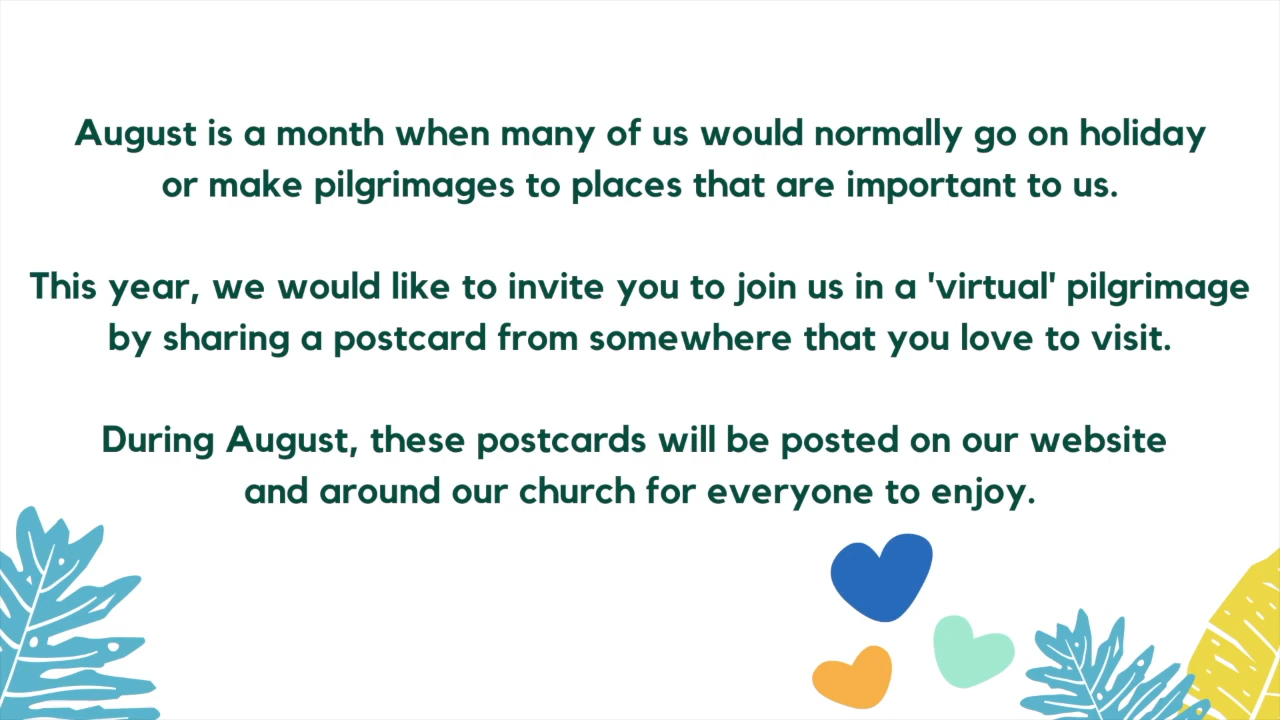 August is a month when many of us would normally go on holiday
or make pilgrimages to places that are important to us.
This year, we would like to invite you to join us in a 'virtual' pilgrimage
by sharing a postcard from somewhere that you love to visit.
During August, these postcards will be posted on our website
and around our church for everyone to enjoy.